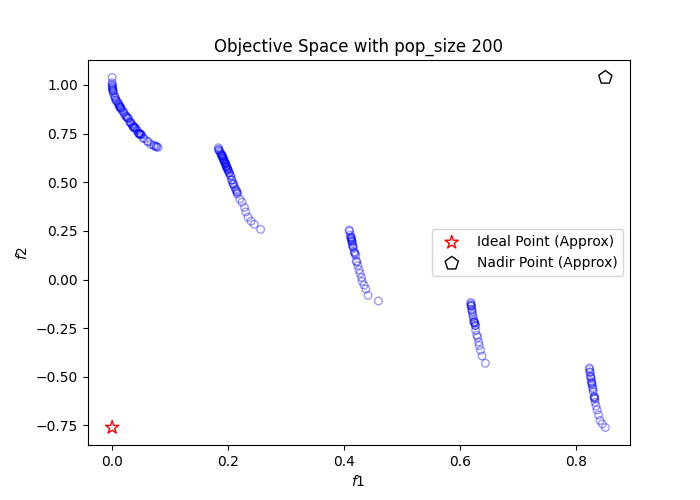 Objective Space with pop_size 200
1.00
0.75
0.50
0.25
0.00
−0.25
−0.50
−0.75
f2
Ideal Point (Approx)
Nadir Point (Approx)
0.0 0.2 0.4 0.6 0.8
f1